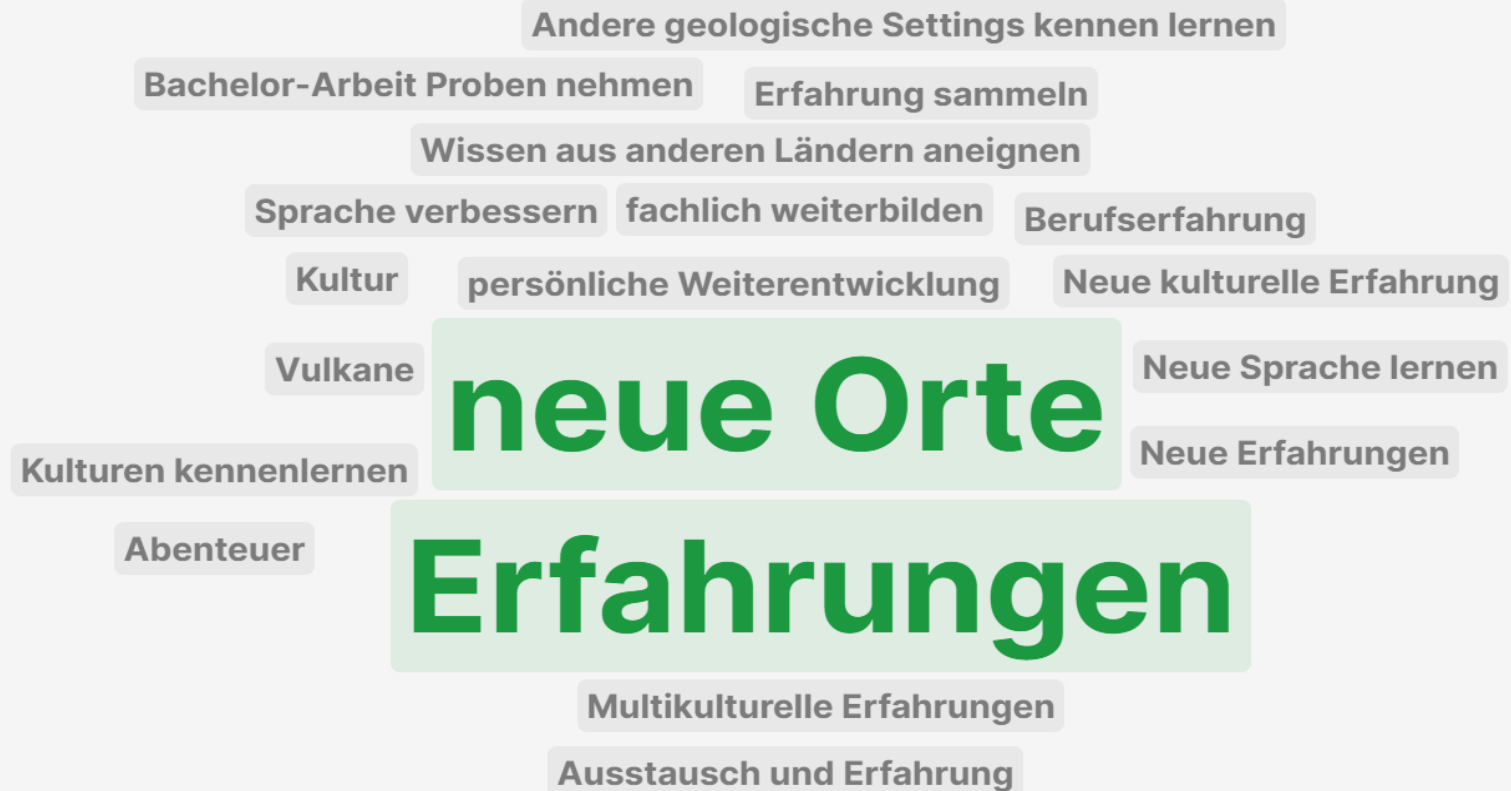 Andere geologische Settings kennen lernen
Bachelor-Arbeit Proben nehmen
Erfahrung sammeln
Wissen aus anderen Ländern aneignen
Sprache verbessern
fachlich weiterbilden
Berufserfahrung
Kultur
persönliche Weiterentwicklung
Neue kulturelle Erfahrung
Vulkane
neue Orte
Neue Sprache lernen
Kulturen kennenlernen
Neue Erfahrungen
Abenteuer
Erfahrungen
Multikulturelle Erfahrungen
Ausstausch und Erfahrung